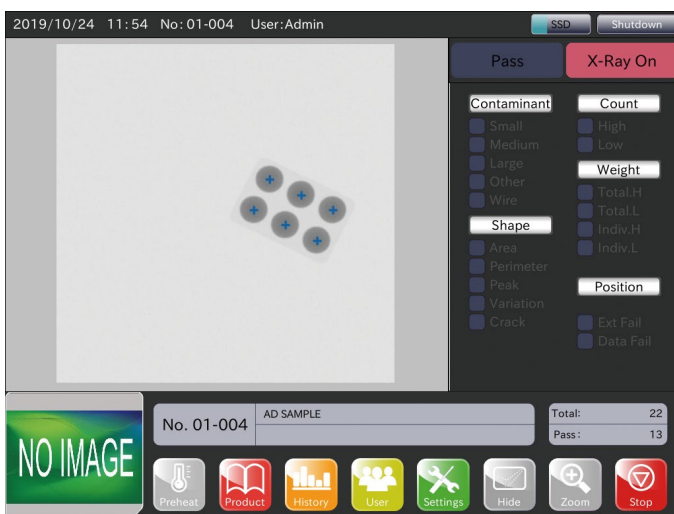 2019/10/24 11:54 No:01-004 User:Admin SSD Shutdown
Pass X-Ray On
Contaminant Count
Small High
Medium Low
Large Weight
Other Total.H
Wire Total.L
Shape Indiv.H
Area Indiv.L
Perimeter
Peak Position
Variation
Crack Ext Fail
Data Fail
NO IMAGE
No. 01-004
AD SAMPLE
Total: 22
Pass: 13
Preheat Product History User Settings Hide Zoom Stop